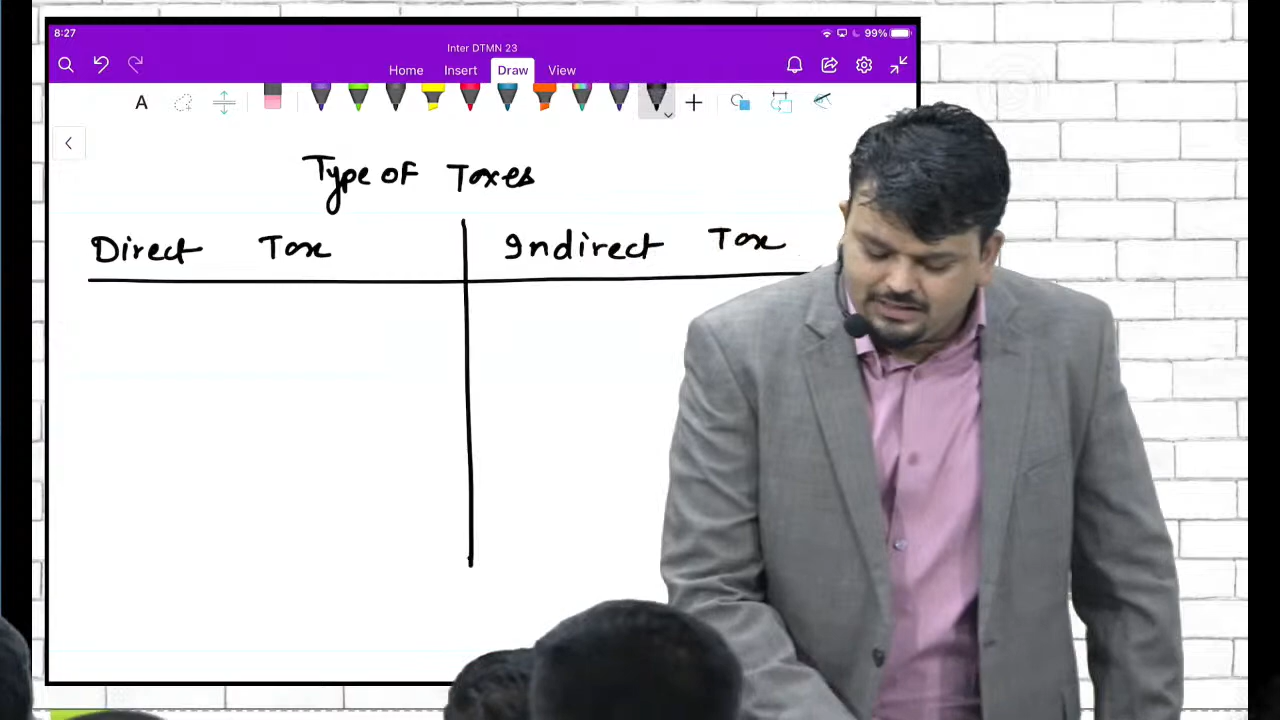 8:27
99%
Inter DTMN 23
Home Insert Draw View
A
Type of Taxes
Direct Tax Indirect Tax